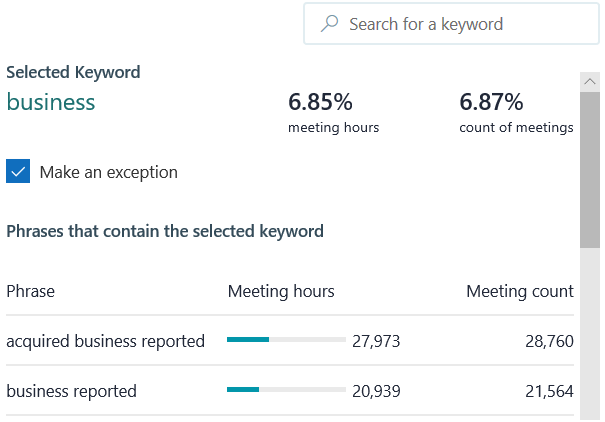 Search for a keyword
Selected Keyword
business
6.85%
meeting hours
6.87%
count of meetings
Make an exception
Phrases that contain the selected keyword
Phrase Meeting hours Meeting count
acquired business reported 27,973 28,760
business reported 20,939 21,564